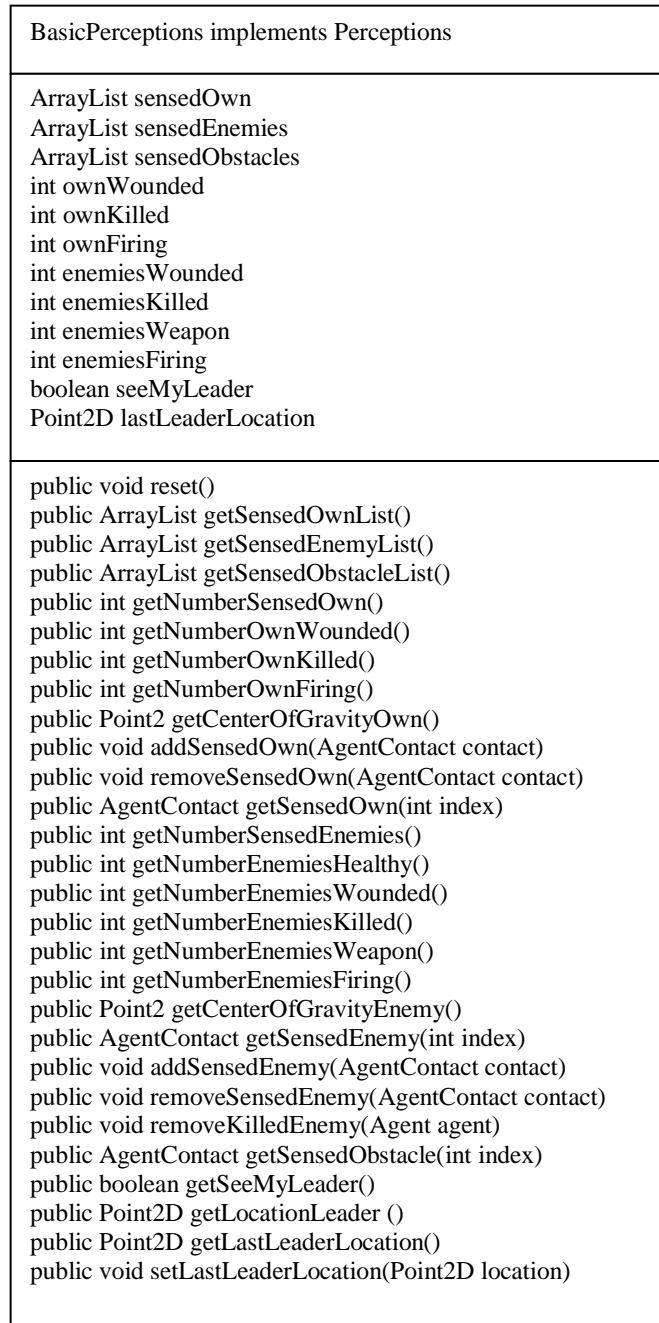 BasicPerceptions implements Perceptions
ArrayList sensedOwn
ArrayList sensedEnemies
ArrayList sensedObstacles
int ownWounded
int ownKilled
int ownFiring
int enemiesWounded
int enemiesKilled
int enemiesWeapon
int enemiesFiring
boolean seeMyLeader
Point2D lastLeaderLocation
public void reset()
public ArrayList getSensedOwnList()
public ArrayList getSensedEnemyList()
public ArrayList getSensedObstacleList()
public int getNumberSensedOwn()
public int getNumberOwnWounded()
public int getNumberOwnKilled()
public int getNumberOwnFiring()
public Point2 getCenterOfGravityOwn()
public void addSensedOwn(AgentContact contact)
public void removeSensedOwn(AgentContact contact)
public AgentContact getSensedOwn(int index)
public int getNumberSensedEnemies()
public int getNumberEnemiesHealthy()
public int getNumberEnemiesWounded()
public int getNumberEnemiesKilled()
public int getNumberEnemiesWeapon()
public int getNumberEnemiesFiring()
public Point2 getCenterOfGravityEnemy()
public AgentContact getSensedEnemy(int index)
public void addSensedEnemy(AgentContact contact)
public void removeSensedEnemy(AgentContact contact)
public void removeKilledEnemy(Agent agent)
public AgentContact getSensedObstacle(int index)
public boolean getSeeMyLeader()
public Point2D getLocationLeader ()
public Point2D getLastLeaderLocation()
public void setLastLeaderLocation(Point2D location)